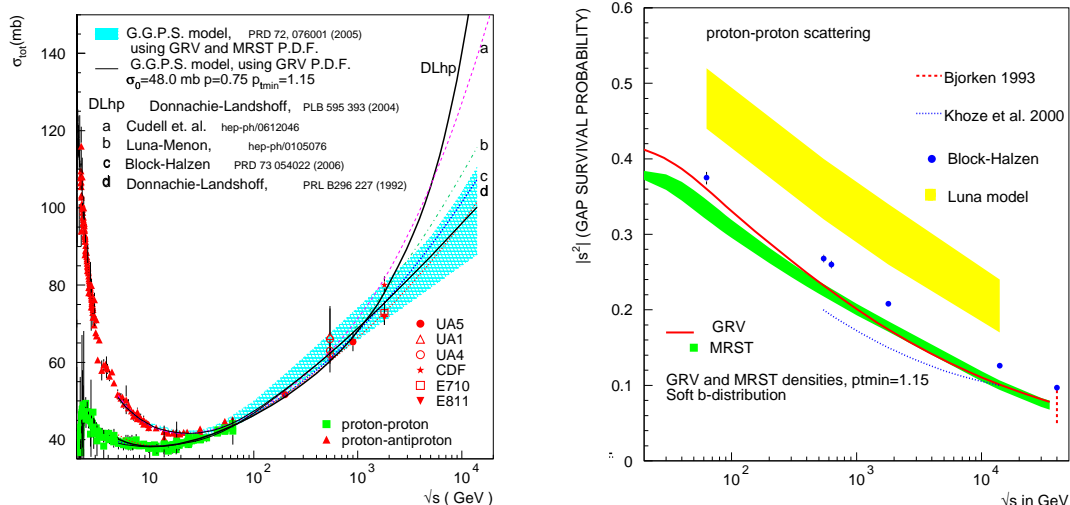 σtot(mb)
140
120
100
80
60
40
G.G.P.S. model, PRD 72, 076001 (2005)
using GRV and MRST P.D.F.
G.G.P.S. model, using GRV P.D.F.
σ0=48.0 mb p=0.75 ptmin=1.15
DLhp Donnachie-Landshoff, PLB 595 393 (2004)
a Cudell et. al. hep-ph/0612046
b Luna-Menon, hep-ph/0105076
c Block-Halzen PRD 73 054022 (2006)
d Donnachie-Landshoff, PRL B296 227 (1992)
DLhp
a
b
c
d
UA5
UA1
UA4
CDF
E710
E811
proton-proton
proton-antiproton
10
10²
10³
10⁴
√s ( GeV )
|s²| (GAP SURVIVAL PROBABILITY)
0.6
0.5
0.4
0.3
0.2
0.1
0
proton-proton scattering
Bjorken 1993
Khoze et al. 2000
Block-Halzen
Luna model
GRV
MRST
GRV and MRST densities, ptmin=1.15
Soft b-distribution
10²
10³
10⁴
√s in GeV